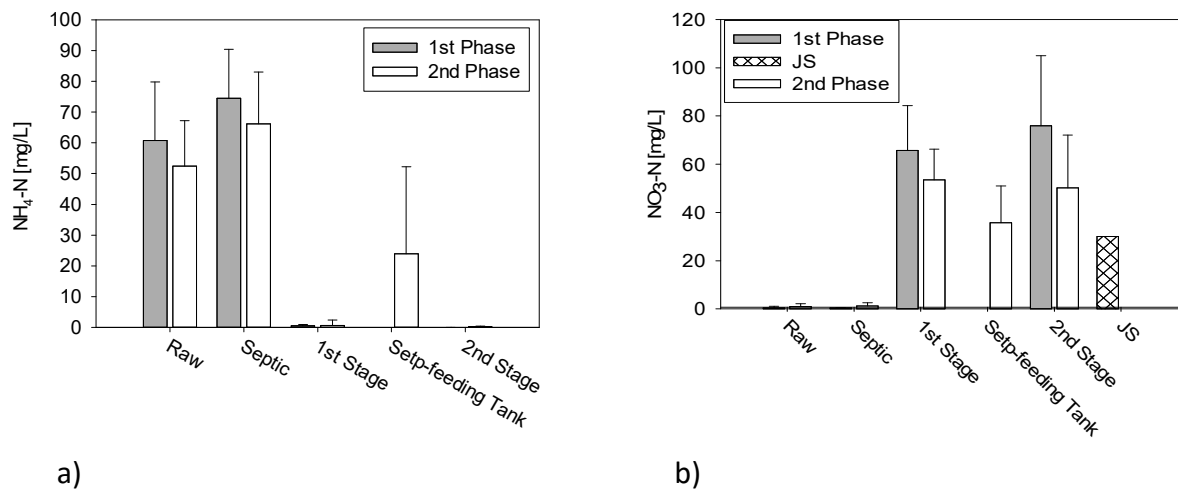 100
90
80
70
60
50
40
30
20
10
0
NH4-N [mg/L]
1st Phase
2nd Phase
Raw
Septic
1st Stage
Setp-feeding Tank
2nd Stage
a)
120
100
80
60
40
20
0
NO3-N [mg/L]
1st Phase
JS
2nd Phase
Raw
Septic
1st Stage
Setp-feeding Tank
2nd Stage
JS
b)